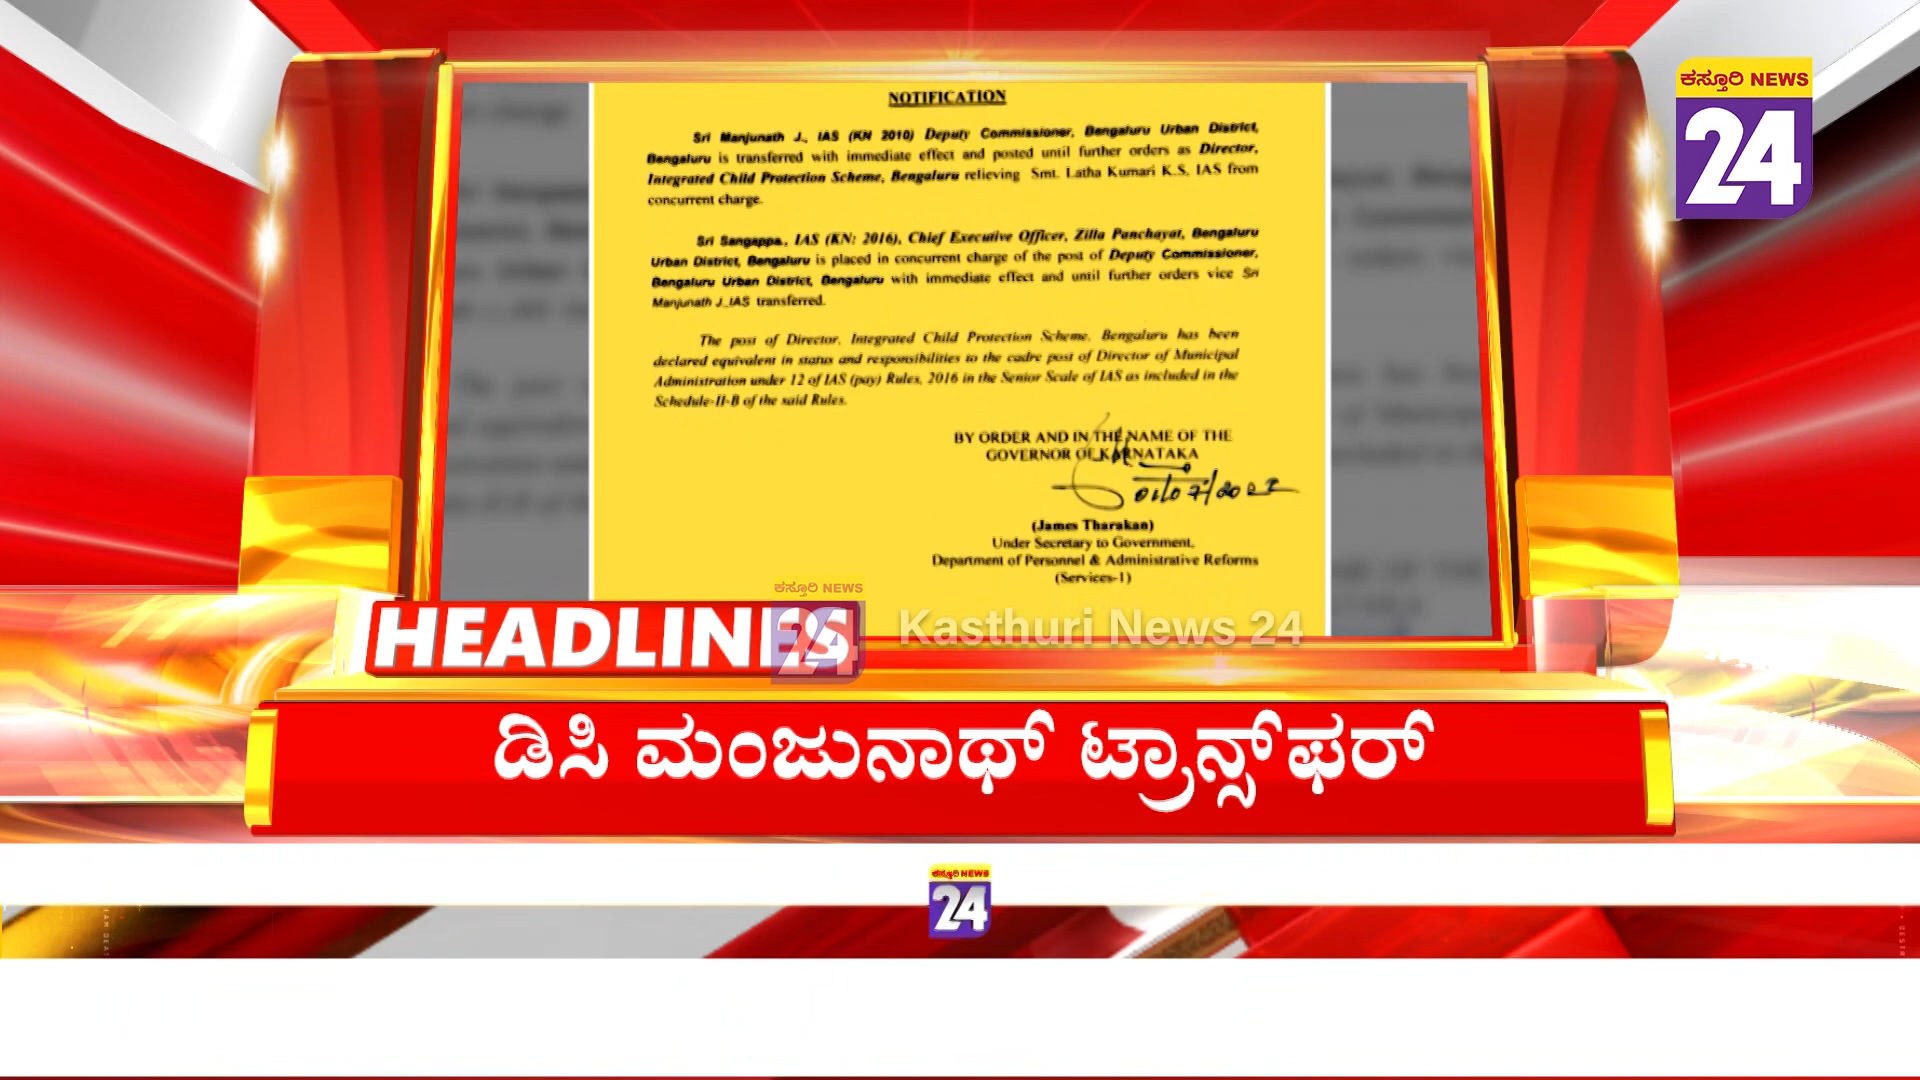 ಕಸ್ತೂರಿ NEWS
24
NOTIFICATION
Sri Manjunath J., IAS (KN 2010) Deputy Commissioner, Bengaluru Urban District,
Bengaluru is transferred with immediate effect and posted until further orders as Director,
Integrated Child Protection Scheme, Bengaluru relieving Smt. Latha Kumari K.S. IAS from
concurrent charge.
Sri Sangappa., IAS (KN: 2016), Chief Executive Officer, Zilla Panchayat, Bengaluru
Urban District, Bengaluru is placed in concurrent charge of the post of Deputy Commissioner,
Bengaluru Urban District, Bengaluru with immediate effect and until further orders vice Sri
Manjunath J_IAS transferred.
The post of Director, Integrated Child Protection Scheme, Bengaluru has been
declared equivalent in status and responsibilities to the cadre post of Director of Municipal
Administration under 12 of IAS (pay) Rules, 2016 in the Senior Scale of IAS as included in the
Schedule-II-B of the said Rules.
BY ORDER AND IN THE NAME OF THE
GOVERNOR OF KARNATAKA
(James Tharakan)
Under Secretary to Government,
Department of Personnel & Administrative Reforms
(Services-1)
ಕಸ್ತೂರಿ NEWS
24
HEADLINES
Kasthuri News 24
ಡಿಸಿ ಮಂಜುನಾಥ್ ಟ್ರಾನ್ಸ್‌ಫರ್
ಕಸ್ತೂರಿ NEWS
24